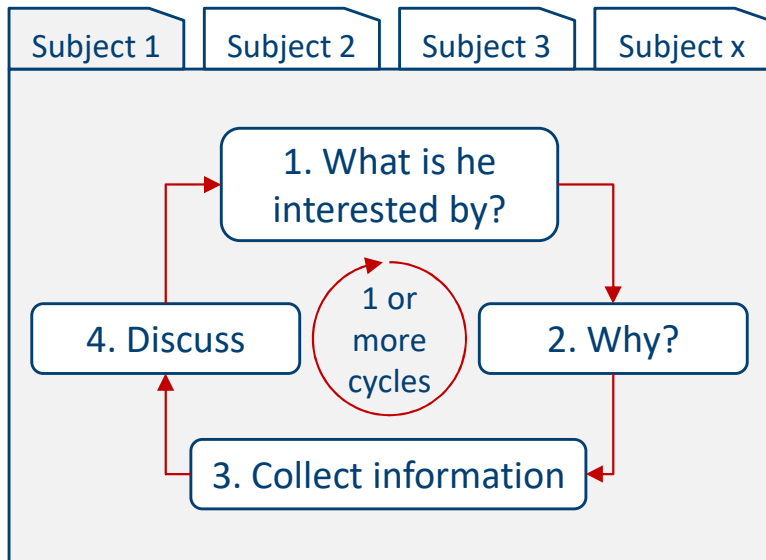 Subject 1
Subject 2
Subject 3
Subject x
1. What is he
interested by?
1 or
more
cycles
4. Discuss
2. Why?
3. Collect information